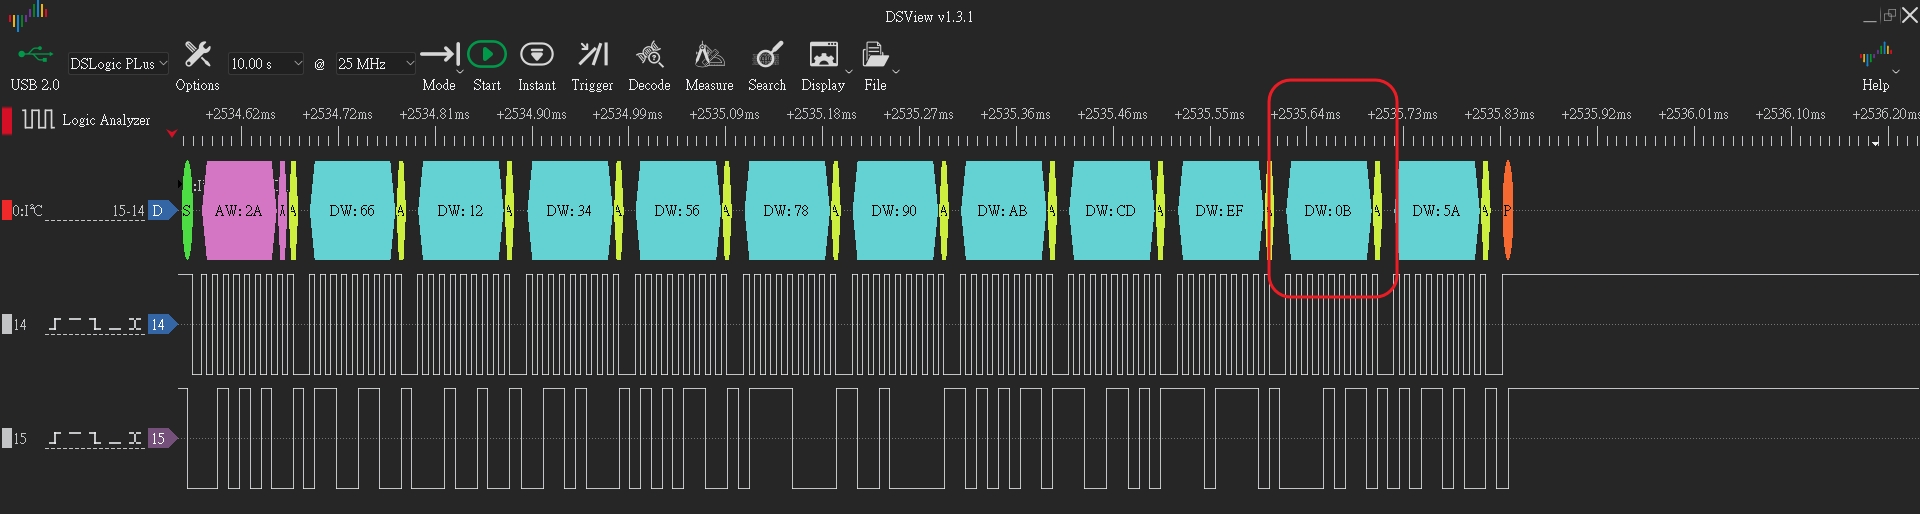 DSView v1.3.1
USB 2.0
DSLogic PLus
Options
10.00 s
@
25 MHz
Mode
Start
Instant
Trigger
Decode
Measure
Search
Display
File
Help
Logic Analyzer
+2534.62ms +2534.72ms +2534.81ms +2534.90ms +2534.99ms +2535.09ms +2535.18ms +2535.27ms +2535.36ms +2535.46ms +2535.55ms +2535.64ms +2535.73ms +2535.83ms +2535.92ms +2536.01ms +2536.10ms +2536.20ms
0:I²C 15-14 D S AW: 2A A DW: 66 A DW: 12 A DW: 34 A DW: 56 A DW: 78 A DW: 90 A DW: AB A DW: CD A DW: EF A DW: 0B A DW: 5A A P
14 14
15 15